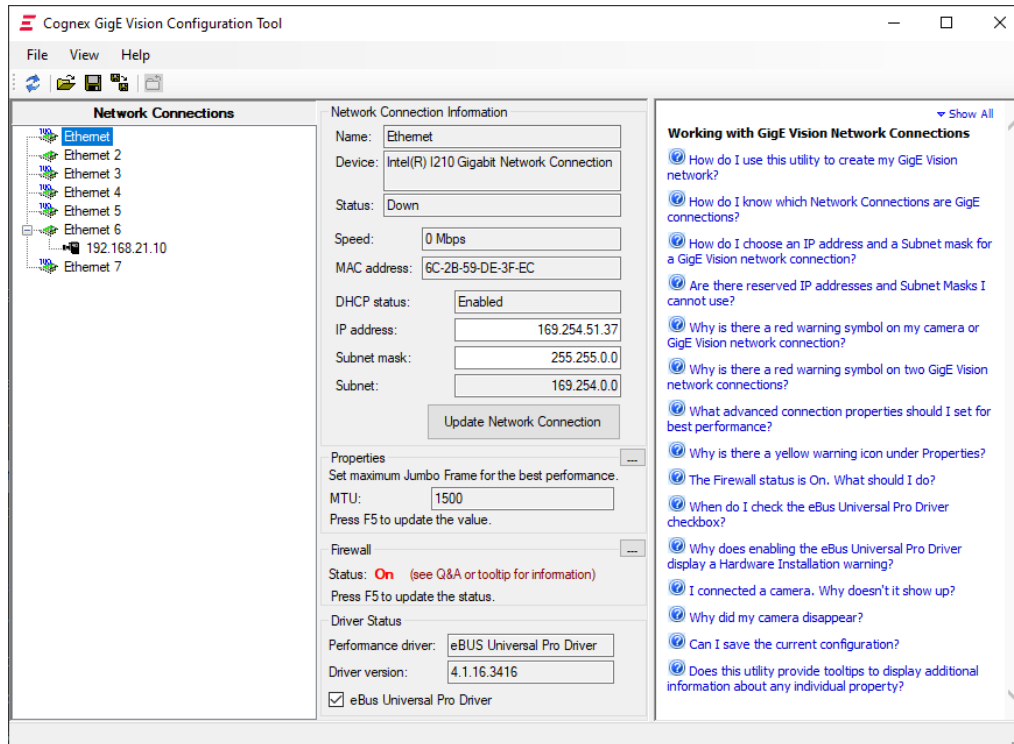 Cognex GigE Vision Configuration Tool
File View Help
Network Connections
Ethernet
Ethernet 2
Ethernet 3
Ethernet 4
Ethernet 5
Ethernet 6
192.168.21.10
Ethernet 7
Network Connection Information
Name: Ethernet
Device: Intel(R) I210 Gigabit Network Connection
Status: Down
Speed: 0 Mbps
MAC address: 6C-2B-59-DE-3F-EC
DHCP status: Enabled
IP address: 169.254.51.37
Subnet mask: 255.255.0.0
Subnet: 169.254.0.0
Update Network Connection
Properties
...
Set maximum Jumbo Frame for the best performance.
MTU: 1500
Press F5 to update the value.
Firewall
...
Status: On (see Q&A or tooltip for information)
Press F5 to update the status.
Driver Status
Performance driver: eBUS Universal Pro Driver
Driver version: 4.1.16.3416
eBus Universal Pro Driver
Show All
Working with GigE Vision Network Connections
How do I use this utility to create my GigE Vision
network?
How do I know which Network Connections are GigE
connections?
How do I choose an IP address and a Subnet mask for
a GigE Vision network connection?
Are there reserved IP addresses and Subnet Masks I
cannot use?
Why is there a red warning symbol on my camera or
GigE Vision network connection?
Why is there a red warning symbol on two GigE Vision
network connections?
What advanced connection properties should I set for
best performance?
Why is there a yellow warning icon under Properties?
The Firewall status is On. What should I do?
When do I check the eBus Universal Pro Driver
checkbox?
Why does enabling the eBus Universal Pro Driver
display a Hardware Installation warning?
I connected a camera. Why doesn't it show up?
Why did my camera disappear?
Can I save the current configuration?
Does this utility provide tooltips to display additional
information about any individual property?